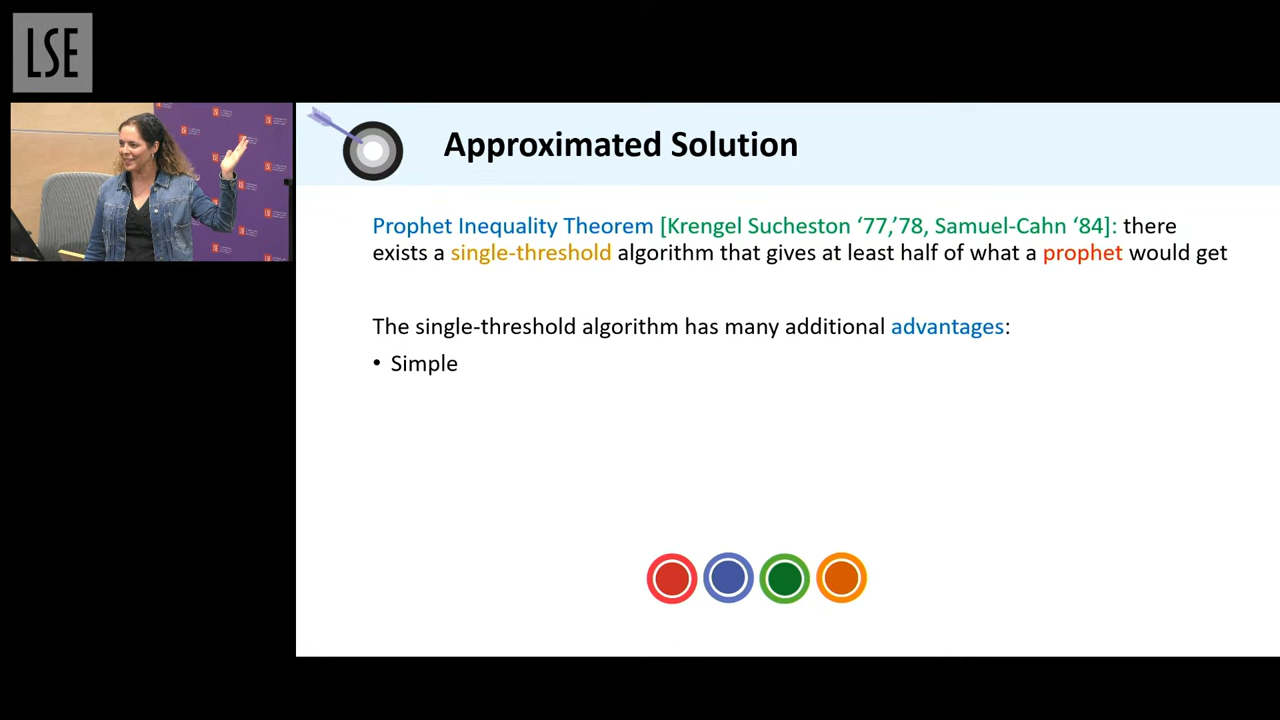 LSE
Approximated Solution
Prophet Inequality Theorem [Krengel Sucheston ‘77,’78, Samuel-Cahn ‘84]: there
exists a single-threshold algorithm that gives at least half of what a prophet would get
The single-threshold algorithm has many additional advantages:
• Simple